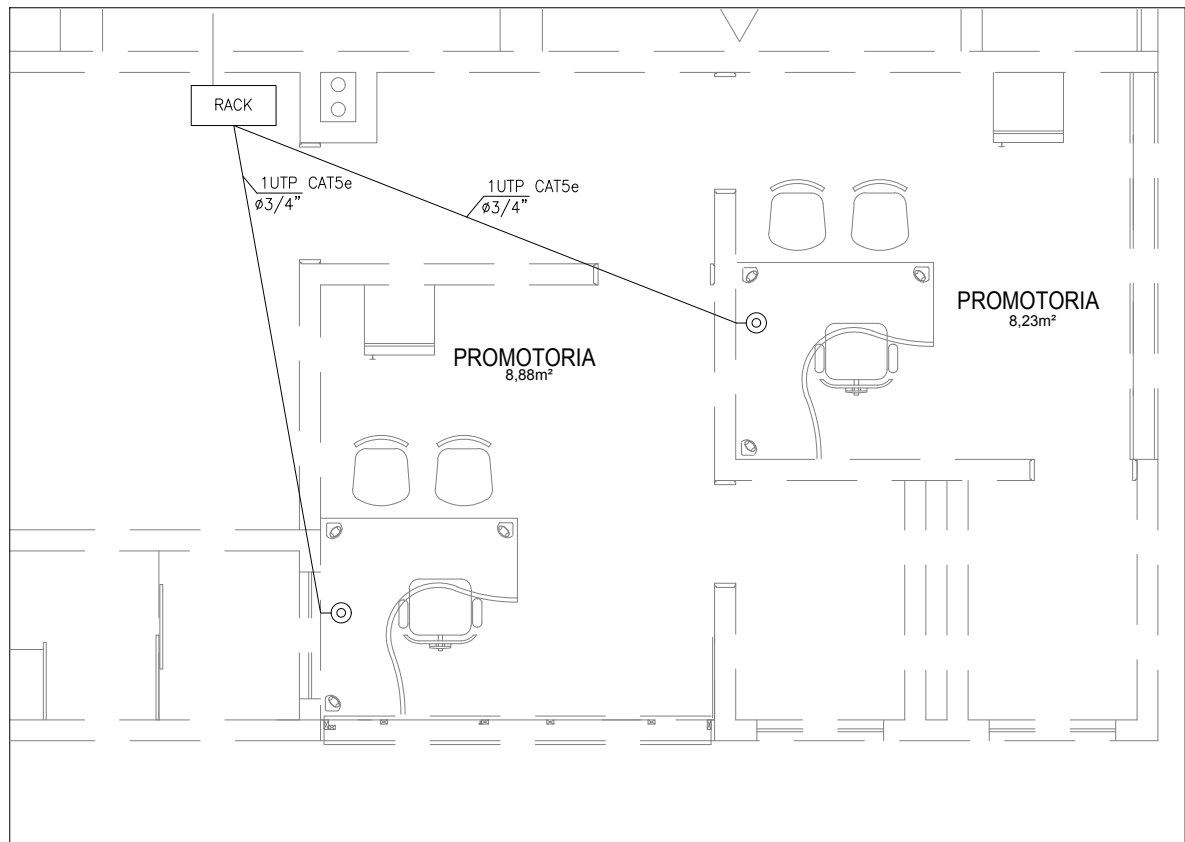 RACK
1UTP CAT5e
ø3/4"
1UTP CAT5e
ø3/4"
PROMOTORIA
8,23m²
PROMOTORIA
8,88m²